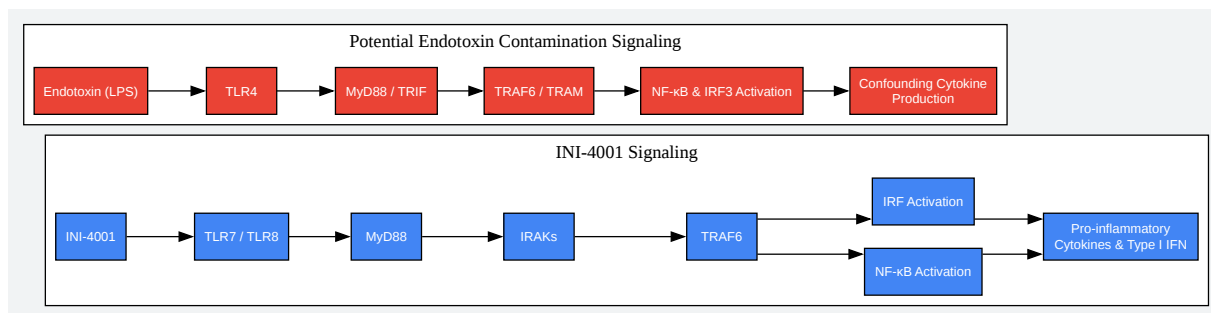 Potential Endotoxin Contamination Signaling
Endotoxin (LPS)
TLR4
MyD88 / TRIF
TRAF6 / TRAM
NF-κB & IRF3 Activation
Confounding Cytokine
Production
INI-4001 Signaling
INI-4001
TLR7 / TLR8
MyD88
IRAKs
TRAF6
IRF Activation
NF-κB Activation
Pro-inflammatory
Cytokines & Type I IFN